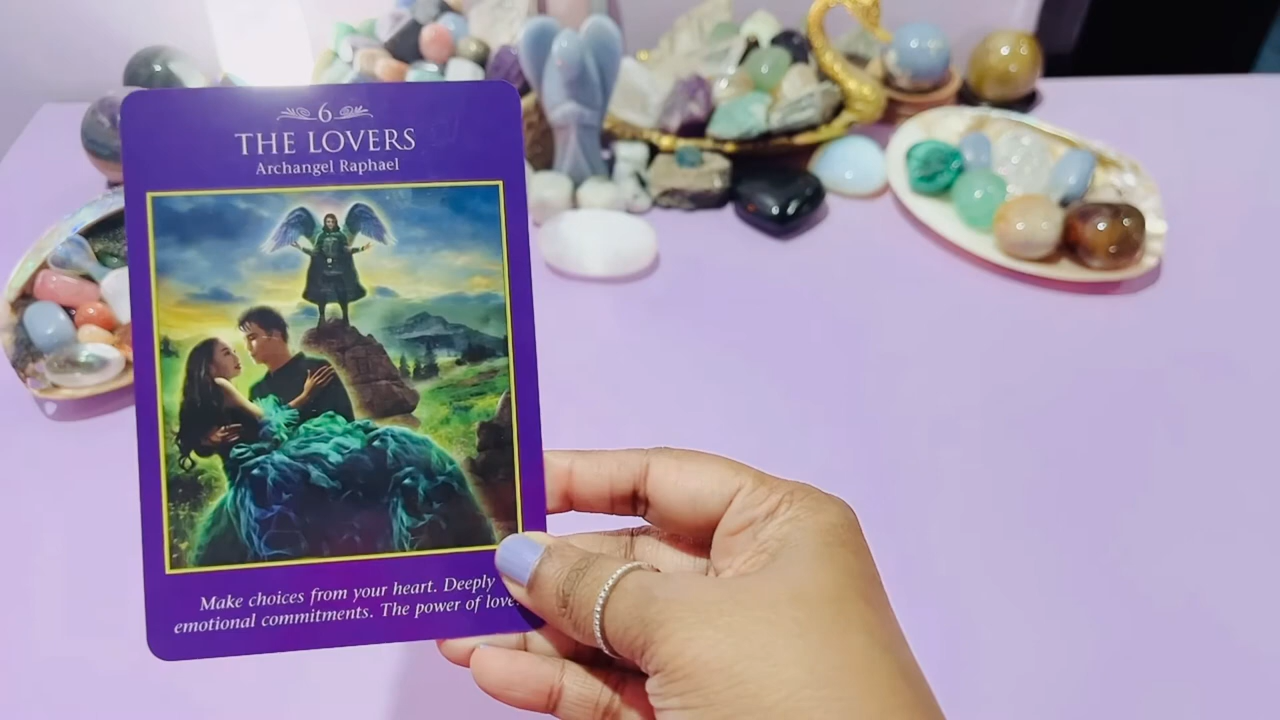 6
THE LOVERS
Archangel Raphael
Make choices from your heart. Deeply
emotional commitments. The power of love.